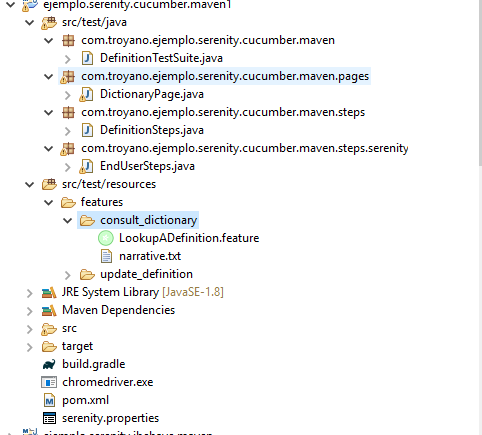 ejemplo.serenity.cucumber.maven1
src/test/java
com.troyano.ejemplo.serenity.cucumber.maven
DefinitionTestSuite.java
com.troyano.ejemplo.serenity.cucumber.maven.pages
DictionaryPage.java
com.troyano.ejemplo.serenity.cucumber.maven.steps
DefinitionSteps.java
com.troyano.ejemplo.serenity.cucumber.maven.steps.serenity
EndUserSteps.java
src/test/resources
features
consult_dictionary
LookupADefinition.feature
narrative.txt
update_definition
JRE System Library [JavaSE-1.8]
Maven Dependencies
src
target
build.gradle
chromedriver.exe
pom.xml
serenity.properties